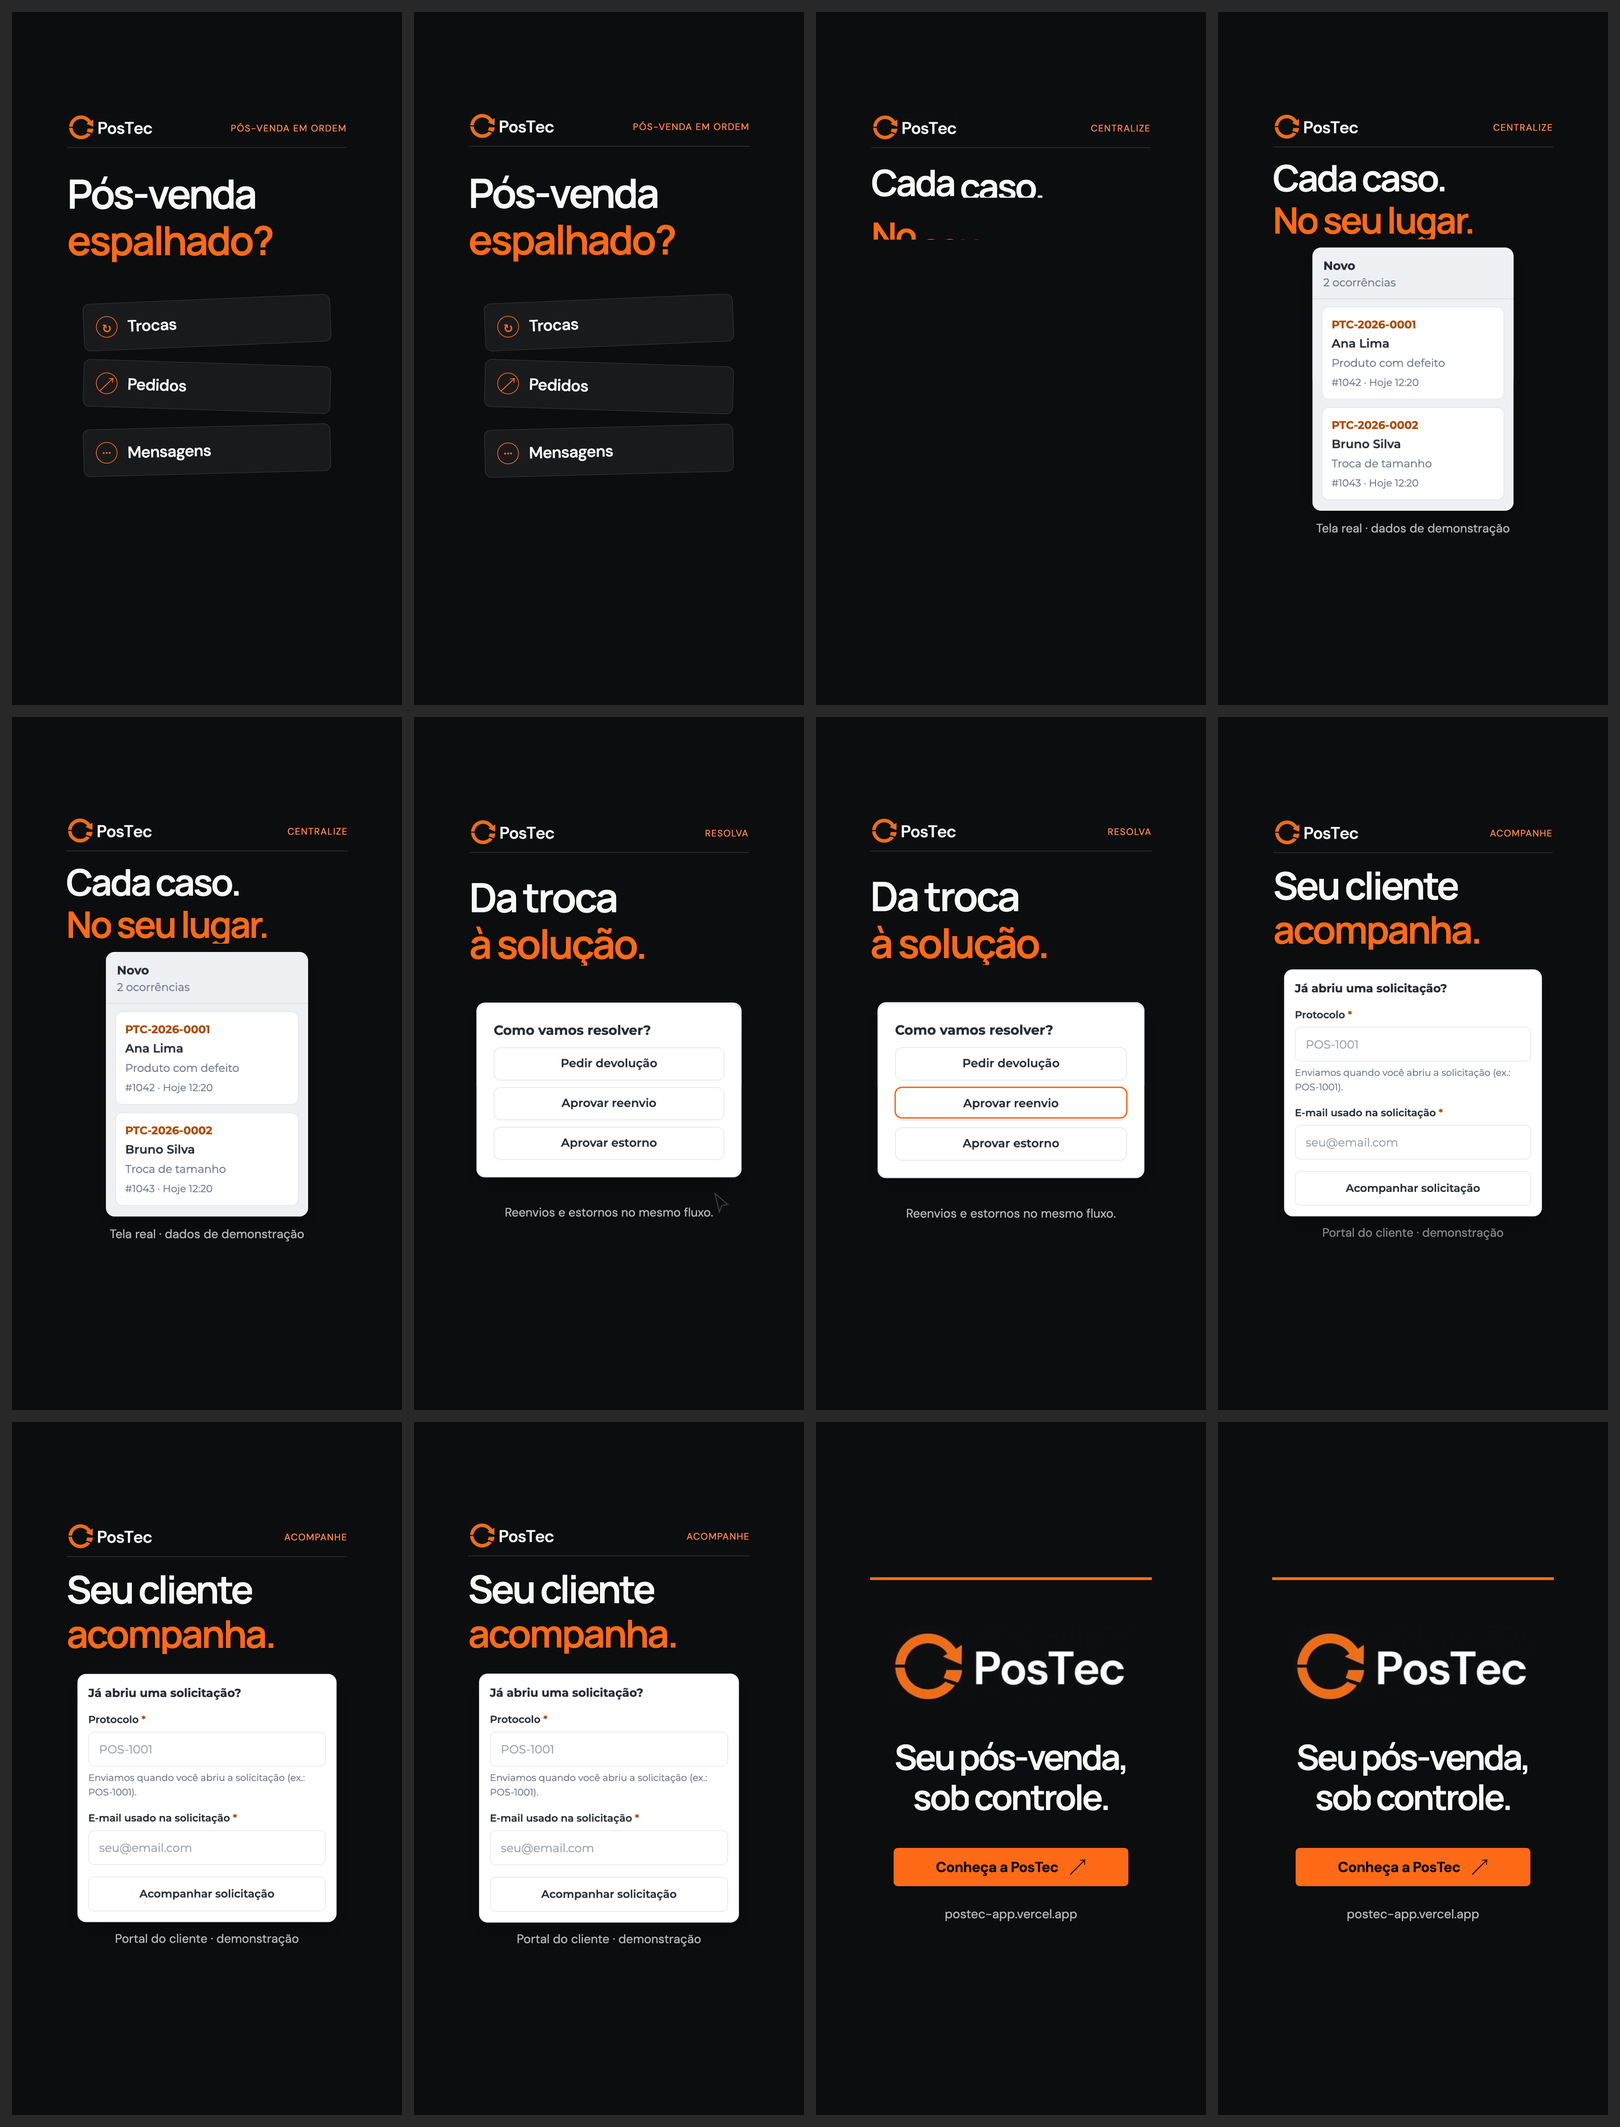 PosTec
PÓS-VENDA EM ORDEM
Pós-venda
espalhado?
Trocas
Pedidos
Mensagens
PosTec
PÓS-VENDA EM ORDEM
Pós-venda
espalhado?
Trocas
Pedidos
Mensagens
PosTec
CENTRALIZE
Cada caso.
No
PosTec
CENTRALIZE
Cada caso.
No seu lugar.
Novo
2 ocorrências
PTC-2026-0001
Ana Lima
Produto com defeito
#1042 · Hoje 12:20
PTC-2026-0002
Bruno Silva
Troca de tamanho
#1043 · Hoje 12:20
Tela real · dados de demonstração
PosTec
CENTRALIZE
Cada caso.
No seu lugar.
Novo
2 ocorrências
PTC-2026-0001
Ana Lima
Produto com defeito
#1042 · Hoje 12:20
PTC-2026-0002
Bruno Silva
Troca de tamanho
#1043 · Hoje 12:20
Tela real · dados de demonstração
PosTec
RESOLVA
Da troca
à solução.
Como vamos resolver?
Pedir devolução
Aprovar reenvio
Aprovar estorno
Reenvios e estornos no mesmo fluxo.
PosTec
RESOLVA
Da troca
à solução.
Como vamos resolver?
Pedir devolução
Aprovar reenvio
Aprovar estorno
Reenvios e estornos no mesmo fluxo.
PosTec
ACOMPANHE
Seu cliente
acompanha.
Já abriu uma solicitação?
Protocolo *
POS-1001
Enviamos quando você abriu a solicitação (ex.:
POS-1001).
E-mail usado na solicitação *
seu@email.com
Acompanhar solicitação
Portal do cliente · demonstração
PosTec
ACOMPANHE
Seu cliente
acompanha.
Já abriu uma solicitação?
Protocolo *
POS-1001
Enviamos quando você abriu a solicitação (ex.:
POS-1001).
E-mail usado na solicitação *
seu@email.com
Acompanhar solicitação
Portal do cliente · demonstração
PosTec
ACOMPANHE
Seu cliente
acompanha.
Já abriu uma solicitação?
Protocolo *
POS-1001
Enviamos quando você abriu a solicitação (ex.:
POS-1001).
E-mail usado na solicitação *
seu@email.com
Acompanhar solicitação
Portal do cliente · demonstração
PosTec
Seu pós-venda,
sob controle.
Conheça a PosTec
postec-app.vercel.app
PosTec
Seu pós-venda,
sob controle.
Conheça a PosTec
postec-app.vercel.app